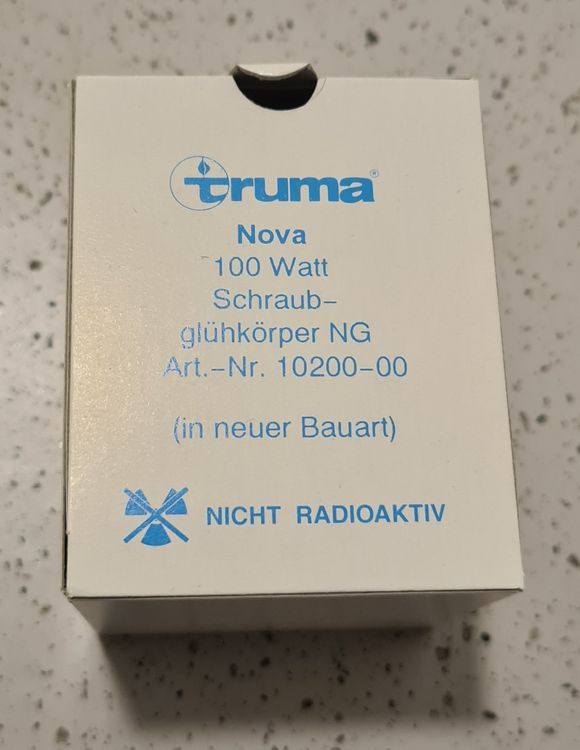 truma®
Nova
100 Watt
Schraub-
glühkörper NG
Art.-Nr. 10200-00
(in neuer Bauart)
NICHT RADIOAKTIV